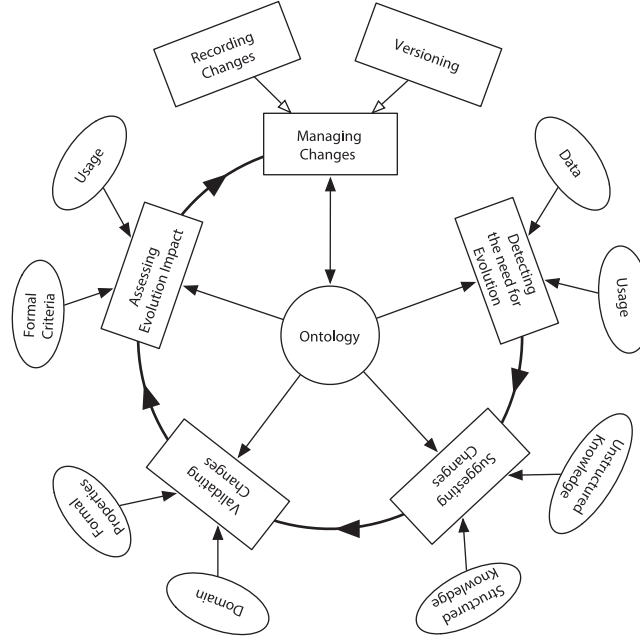 Recording
Changes
Versioning
Managing
Changes
Usage
Data
Assessing
Evolution Impact
Detecting
the need for
Evolution
Formal
Criteria
Usage
Ontology
Validating
Changes
Suggesting
Changes
Unstructured
Knowledge
Formal
Properties
Domain
Structured
Knowledge